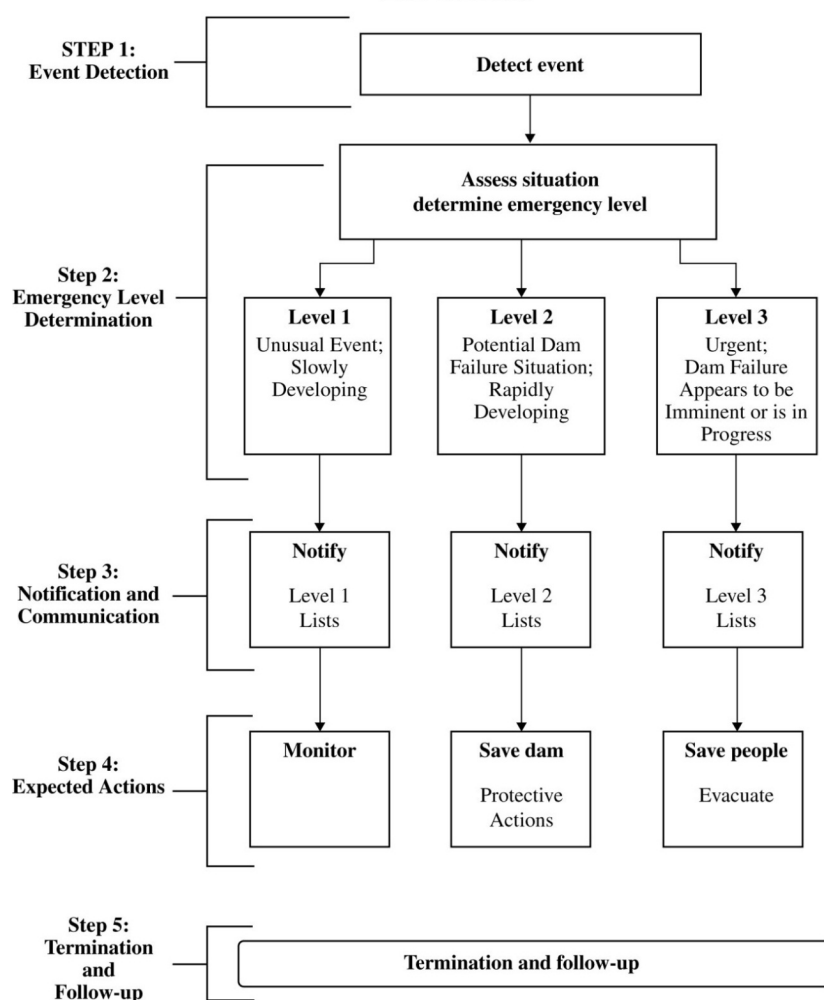 STEP 1:
Event Detection
Detect event
Assess situation
determine emergency level
Step 2:
Emergency Level
Determination
Level 1
Unusual Event;
Slowly
Developing
Level 2
Potential Dam
Failure Situation;
Rapidly
Developing
Level 3
Urgent;
Dam Failure
Appears to be
Imminent or is in
Progress
Step 3:
Notification and
Communication
Notify
Level 1
Lists
Notify
Level 2
Lists
Notify
Level 3
Lists
Step 4:
Expected Actions
Monitor
Save dam
Protective
Actions
Save people
Evacuate
Step 5:
Termination
and
Follow-up
Termination and follow-up